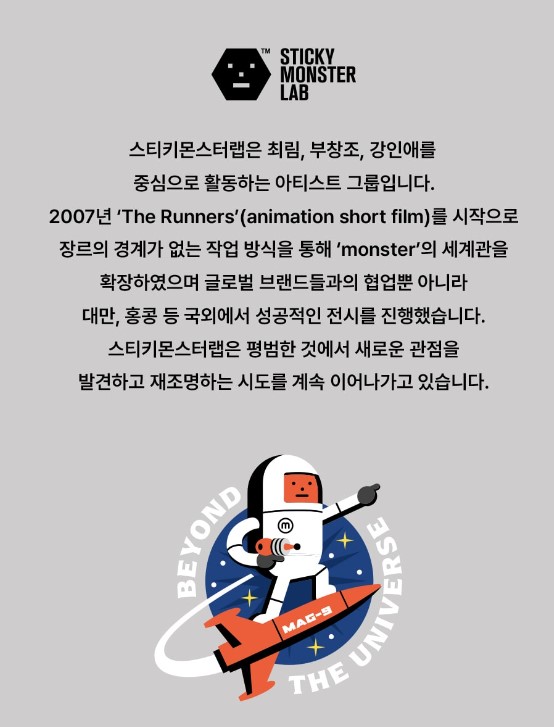 STICKY
MONSTER
LAB
TM
스티키몬스터랩은 최림, 부창조, 강인애를
중심으로 활동하는 아티스트 그룹입니다.
2007년 ‘The Runners’(animation short film)를 시작으로
장르의 경계가 없는 작업 방식을 통해 ‘monster’의 세계관을
확장하였으며 글로벌 브랜드들과의 협업뿐 아니라
대만, 홍콩 등 국외에서 성공적인 전시를 진행했습니다.
스티키몬스터랩은 평범한 것에서 새로운 관점을
발견하고 재조명하는 시도를 계속 이어나가고 있습니다.
BEYOND
m
MAG-9
THE UNIVERSE